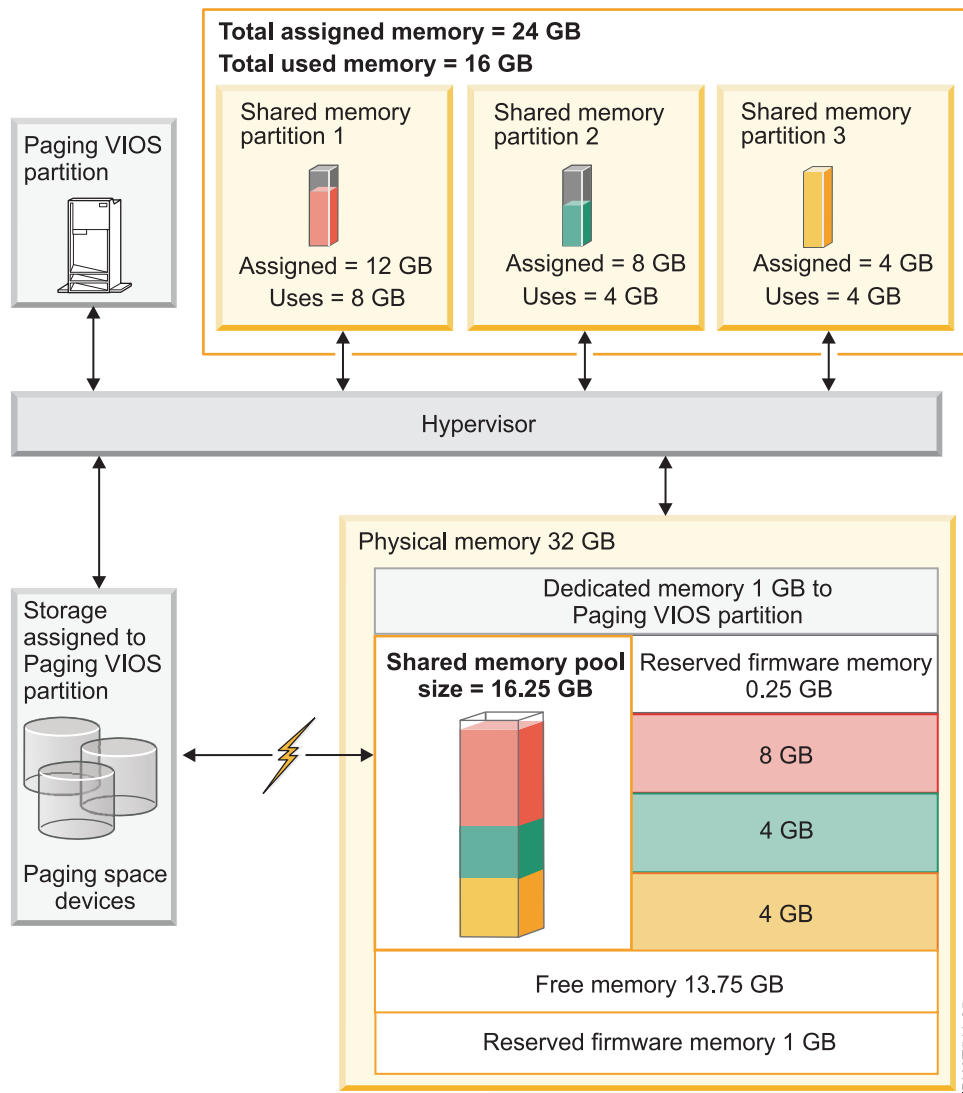 Total assigned memory = 24 GB
Total used memory = 16 GB
Paging VIOS
partition
Shared memory
partition 1
Assigned = 12 GB
Uses = 8 GB
Shared memory
partition 2
Assigned = 8 GB
Uses = 4 GB
Shared memory
partition 3
Assigned = 4 GB
Uses = 4 GB
Hypervisor
Storage
assigned to
Paging VIOS
partition
Paging space
devices
Physical memory 32 GB
Dedicated memory 1 GB to
Paging VIOS partition
Shared memory pool
size = 16.25 GB
Reserved firmware memory
0.25 GB
8 GB
4 GB
4 GB
Free memory 13.75 GB
Reserved firmware memory 1 GB